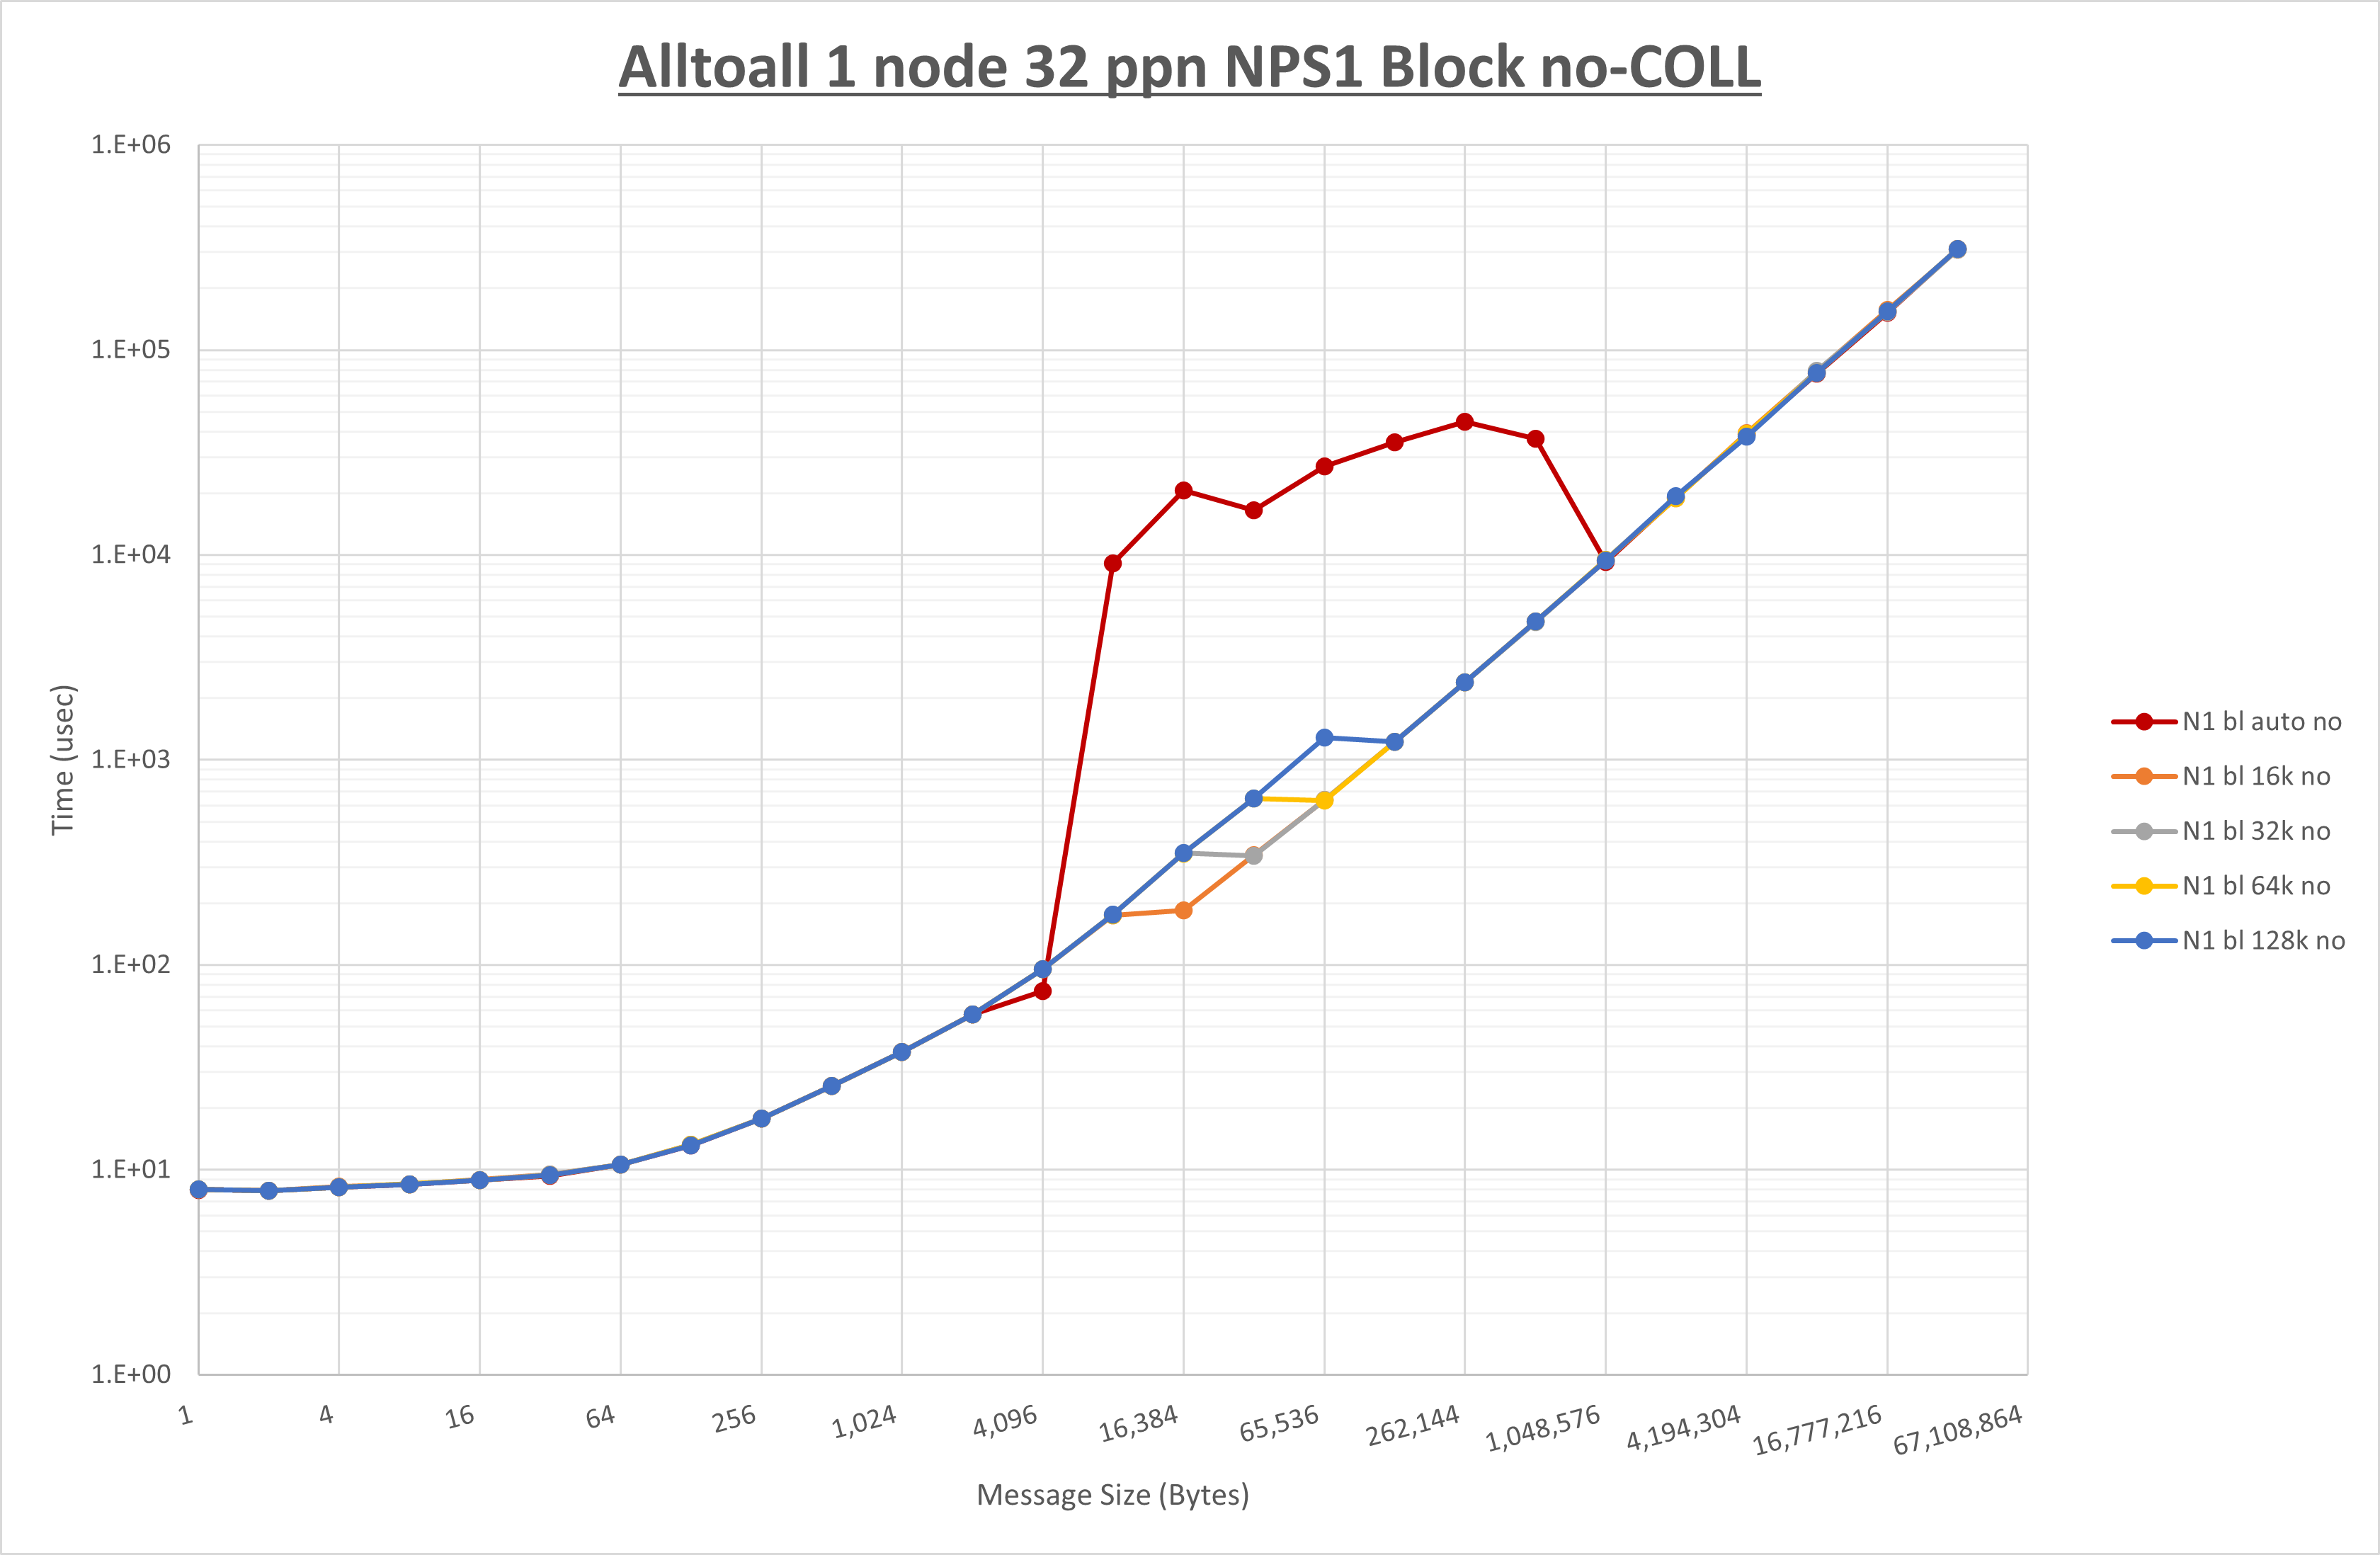 Alltoall 1 node 32 ppn NPS1 Block no-COLL
1.E+06
1.E+05
1.E+04
1.E+03
1.E+02
1.E+01
1.E+00
Time (usec)
1
4
16
64
256
1,024
4,096
16,384
65,536
262,144
1,048,576
4,194,304
16,777,216
67,108,864
Message Size (Bytes)
N1 bl auto no
N1 bl 16k no
N1 bl 32k no
N1 bl 64k no
N1 bl 128k no